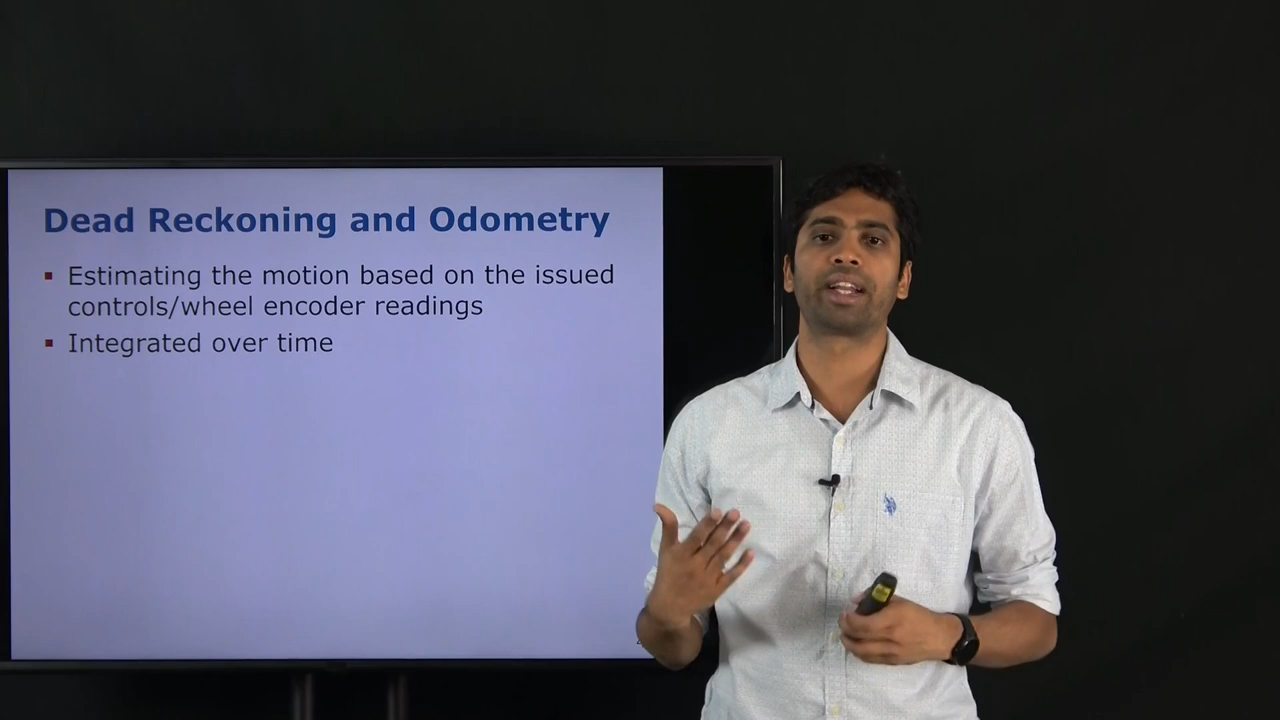 Dead Reckoning and Odometry
▪ Estimating the motion based on the issued
controls/wheel encoder readings
▪ Integrated over time